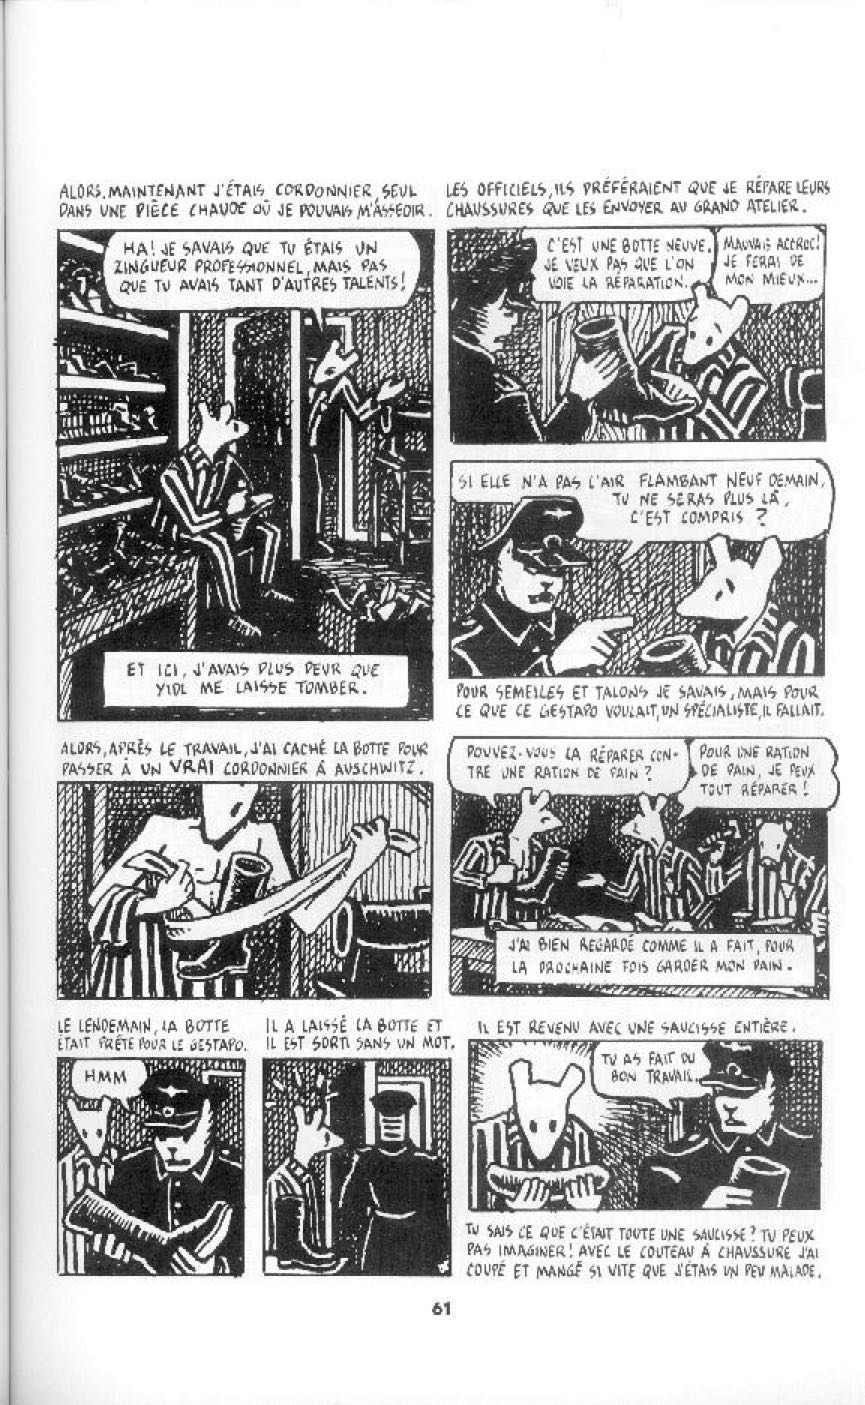 ALORS, MAINTENANT J'ÉTAIS CORDONNIER SEUL
DANS UNE PIÈCE CHAUDE OÙ JE POUVAIS M'ASSEOIR.
HA! JE SAVAIS QUE TU ÉTAIS UN
ZINGUEUR PROFESSIONNEL, MAIS PAS
QUE TU AVAIS TANT D'AUTRES TALENTS!
ET ICI, J'AVAIS PLUS PEUR QUE
YIDL ME LAISSE TOMBER.
LES OFFICIELS, ILS PRÉFÉRAIENT QUE JE RÉPARE LEURS
CHAUSSURES QUE LES ENVOYER AU GRAND ATELIER.
C'EST UNE BOTTE NEUVE.
JE VEUX PAS QUE L'ON
VOIE LA RÉPARATION.
MAUVAIS ACCROC!
JE FERAI DE
MON MIEUX...
SI ELLE N'A PAS L'AIR FLAMBANT NEUF DEMAIN,
TU NE SERAS PLUS LÀ,
C'EST COMPRIS ?
POUR SEMELLES ET TALONS JE SAVAIS, MAIS POUR
CE QUE CE GESTAPO VOULAIT, UN SPÉCIALISTE, IL FALLAIT.
ALORS, APRÈS LE TRAVAIL, J'AI CACHÉ LA BOTTE POUR
PASSER À UN VRAI CORDONNIER À AUSCHWITZ.
POUVEZ-VOUS LA RÉPARER CON-
TRE UNE RATION DE PAIN ?
POUR UNE RATION
DE PAIN, JE PEUX
TOUT RÉPARER !
J'AI BIEN REGARDÉ COMME IL A FAIT, POUR
LA PROCHAINE FOIS GARDER MON PAIN.
LE LENDEMAIN, LA BOTTE
ÉTAIT PRÊTE POUR LE GESTAPO.
HMM
IL A LAISSÉ LA BOTTE ET
IL EST SORTI SANS UN MOT.
IL EST REVENU AVEC UNE SAUCISSE ENTIÈRE.
TU AS FAIT DU
BON TRAVAIL.
TU SAIS CE QUE C'ÉTAIT TOUTE UNE SAUCISSE ? TU PEUX
PAS IMAGINER ! AVEC LE COUTEAU À CHAUSSURE J'AI
COUPÉ ET MANGÉ SI VITE QUE J'ÉTAIS UN PEU MALADE.
61